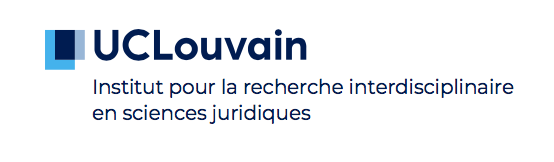 UCLouvain
Institut pour la recherche interdisciplinaire
en sciences juridiques